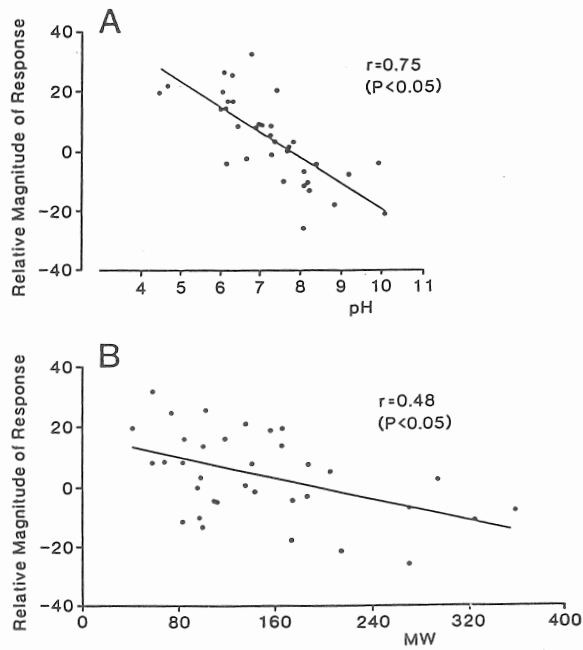 A
Relative Magnitude of Response
40
20
0
−20
−40
r=0.75
(P<0.05)
4 5 6 7 8 9 10 11
pH
B
Relative Magnitude of Response
40
20
0
−20
−40
r=0.48
(P<0.05)
0 80 160 240 320 400
MW